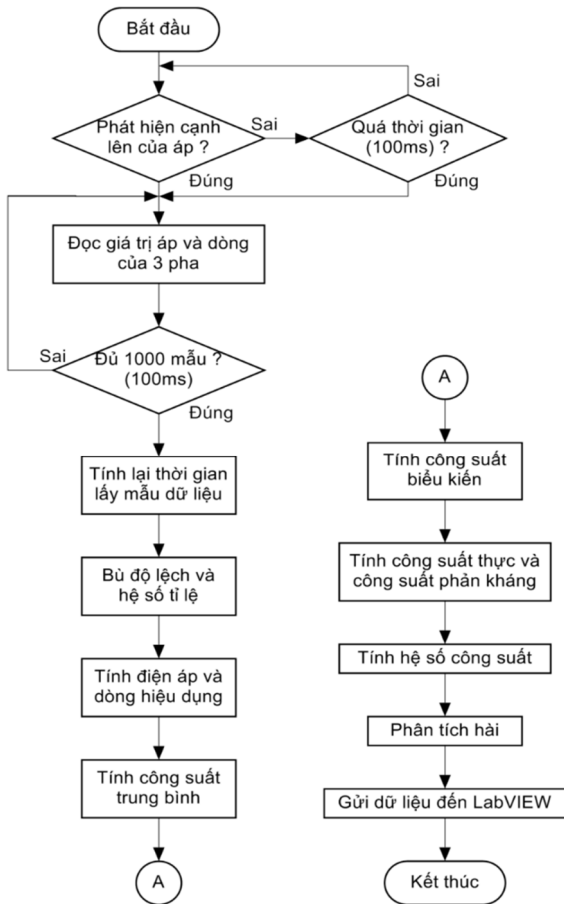 Bắt đầu
Sai
Phát hiện cạnh
lên của áp ?
Sai
Quá thời gian
(100ms) ?
Đúng
Đúng
Đọc giá trị áp và dòng
của 3 pha
Sai
Đủ 1000 mẫu ?
(100ms)
Đúng
Tính lại thời gian
lấy mẫu dữ liệu
Bù độ lệch và
hệ số tỉ lệ
Tính điện áp và
dòng hiệu dụng
Tính công suất
trung bình
A
A
Tính công suất
biểu kiến
Tính công suất thực và
công suất phản kháng
Tính hệ số công suất
Phân tích hài
Gửi dữ liệu đến LabVIEW
Kết thúc